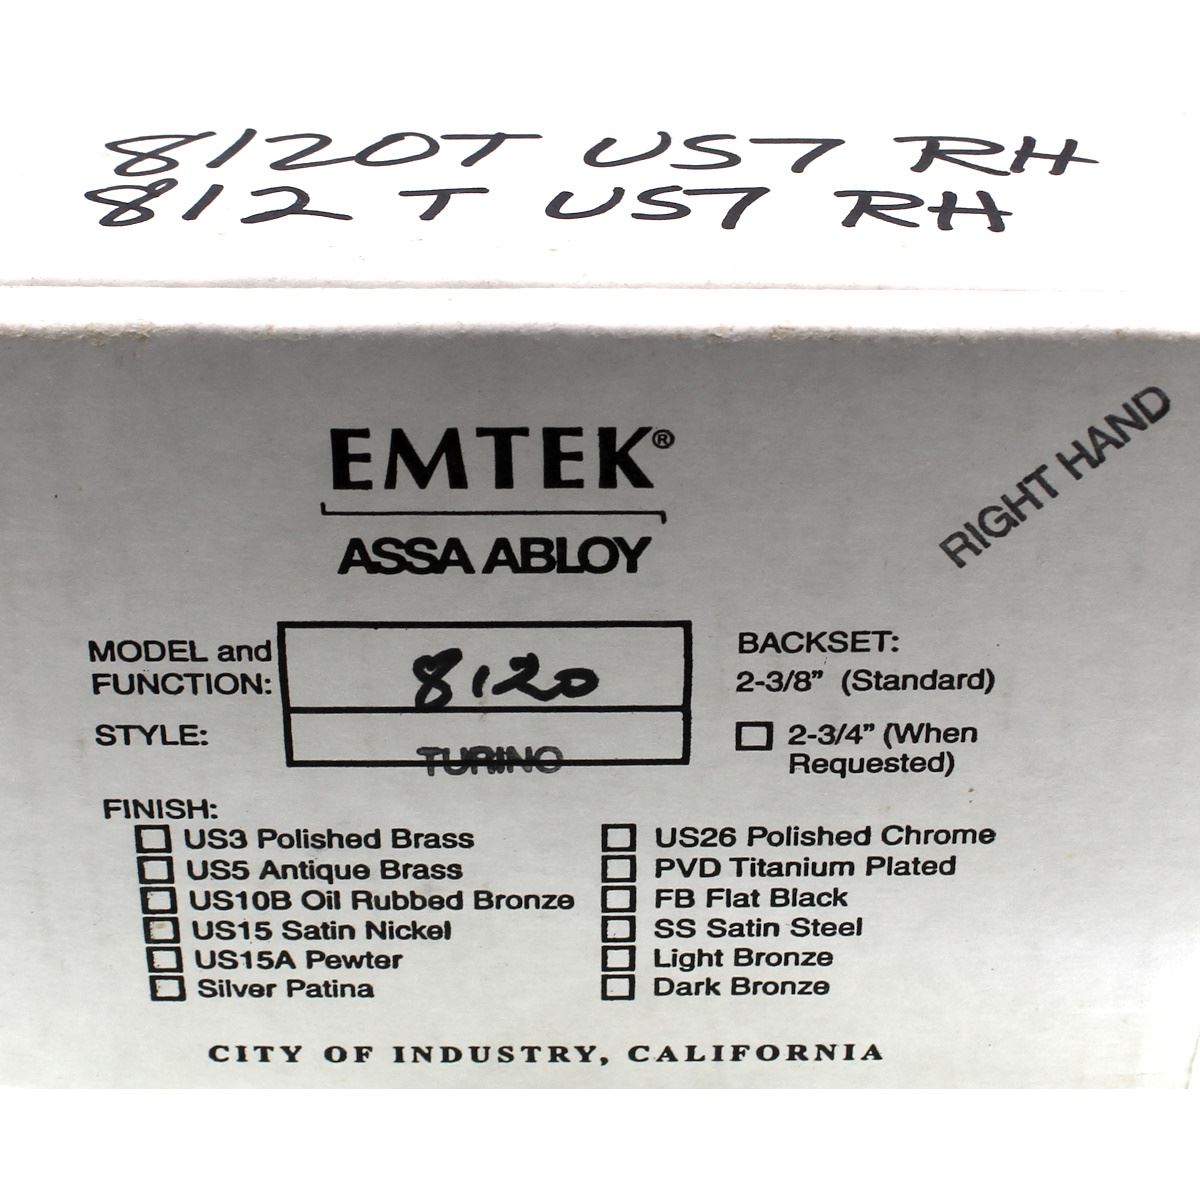 8120T US7 RH
812 T US7 RH
EMTEK®
ASSA ABLOY
RIGHT HAND
MODEL and FUNCTION: 8120
STYLE: TURINO
BACKSET:
2-3/8" (Standard)
2-3/4" (When
Requested)
FINISH:
US3 Polished Brass
US5 Antique Brass
US10B Oil Rubbed Bronze
US15 Satin Nickel
US15A Pewter
Silver Patina
US26 Polished Chrome
PVD Titanium Plated
FB Flat Black
SS Satin Steel
Light Bronze
Dark Bronze
CITY OF INDUSTRY, CALIFORNIA